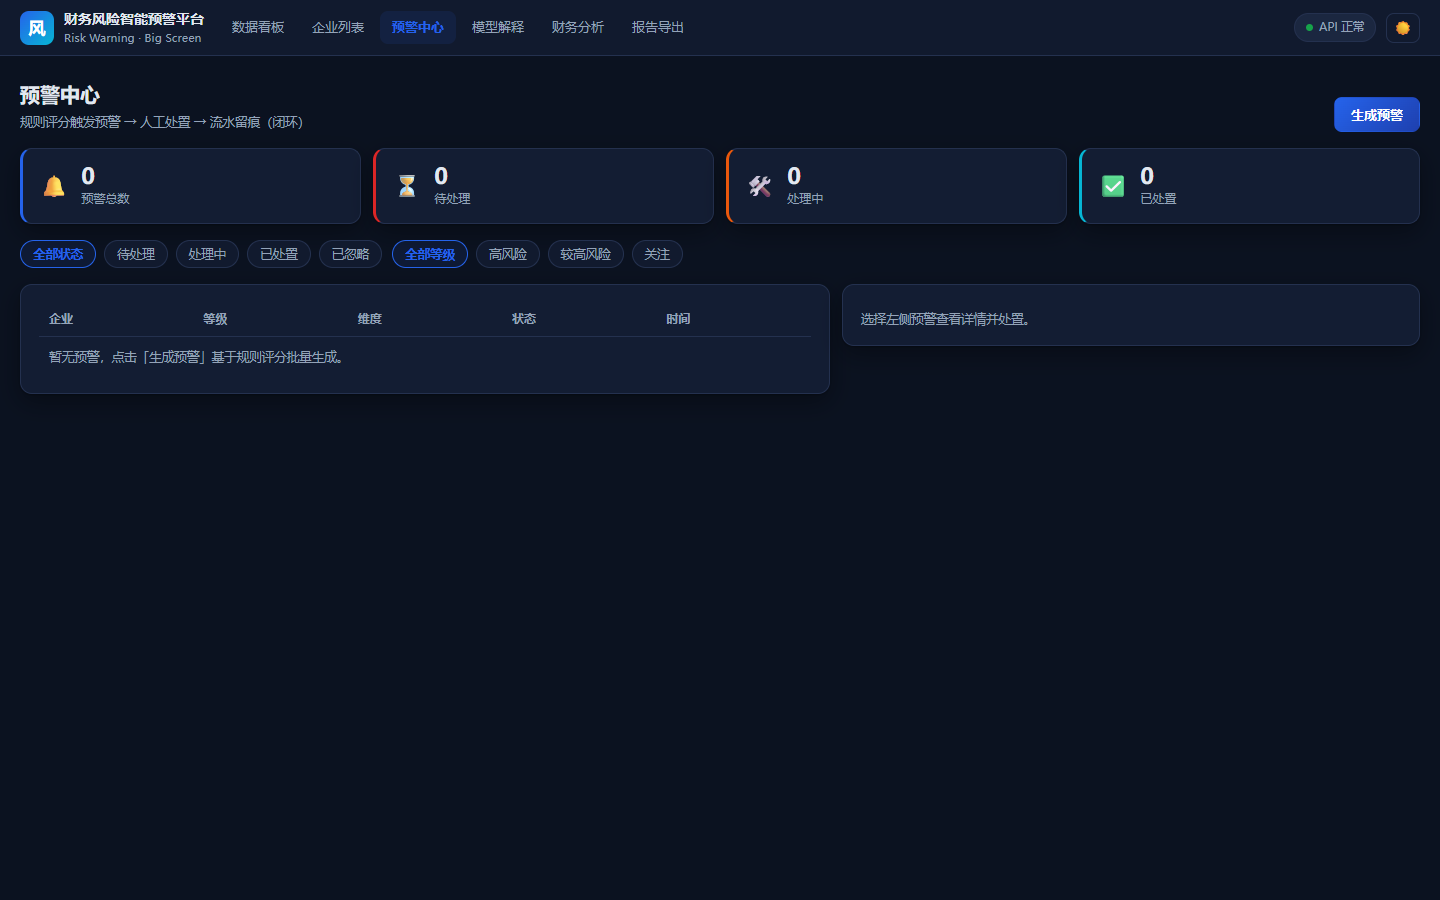 风
财务风险智能预警平台
Risk Warning · Big Screen
数据看板 企业列表 预警中心 模型解释 财务分析 报告导出
API 正常
预警中心
规则评分触发预警 → 人工处置 → 流水留痕（闭环）
生成预警
0
预警总数
0
待处理
0
处理中
0
已处置
全部状态 待处理 处理中 已处置 已忽略 全部等级 高风险 较高风险 关注
企业 等级 维度 状态 时间
暂无预警，点击「生成预警」基于规则评分批量生成。
选择左侧预警查看详情并处置。